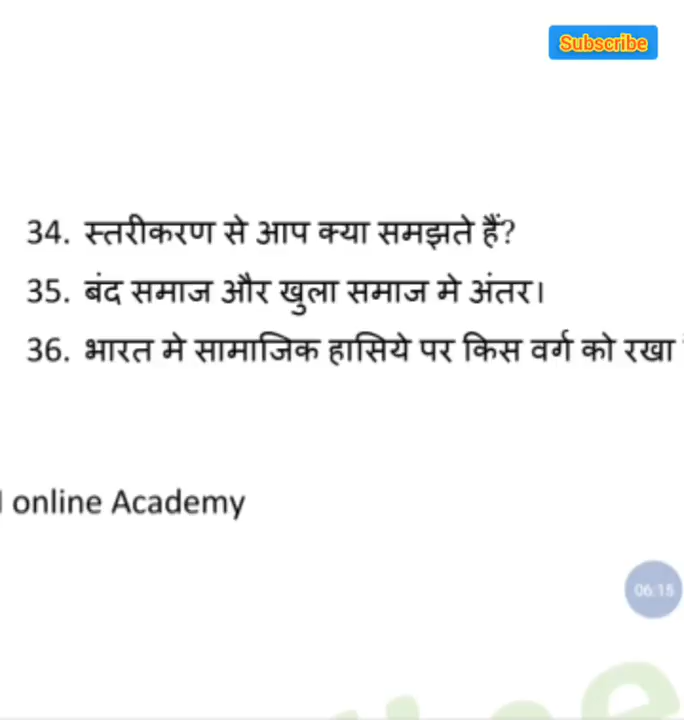 Subscribe
34. स्तरीकरण से आप क्या समझते हैं?
35. बंद समाज और खुला समाज मे अंतर।
36. भारत मे सामाजिक हासिये पर किस वर्ग को रखा
online Academy
06:15